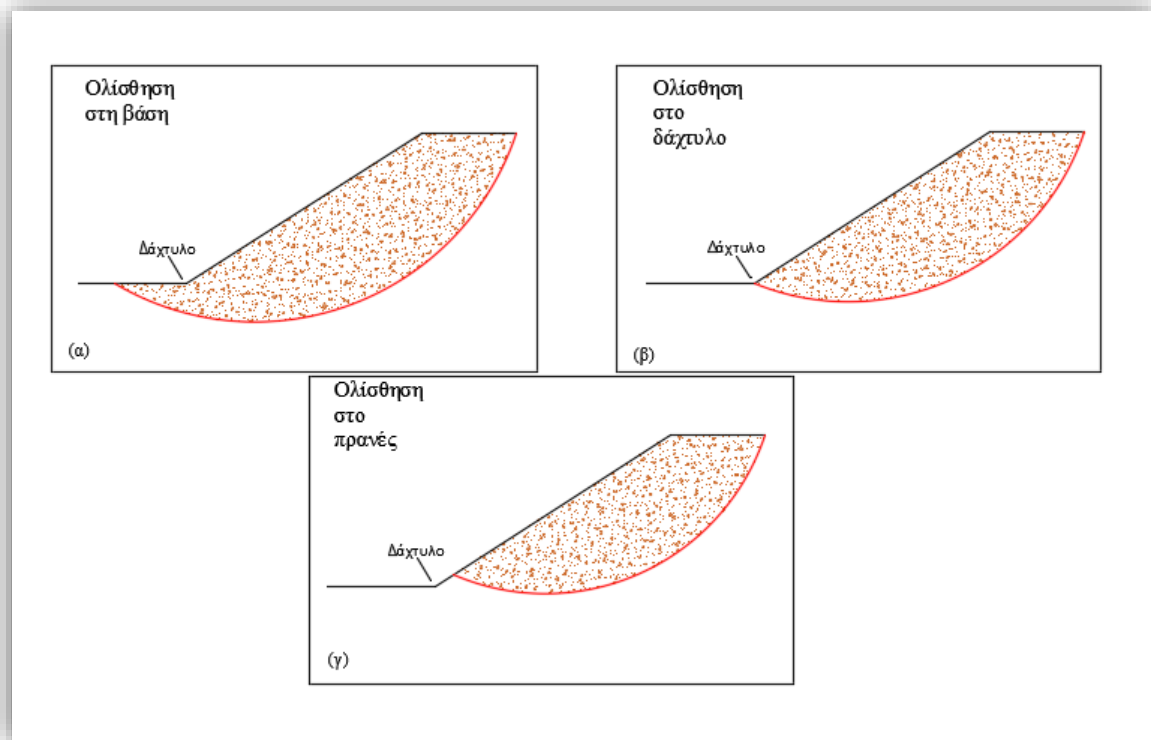 Ολίσθηση
στη βάση
Δάχτυλο
(α)
Ολίσθηση
στο
δάχτυλο
Δάχτυλο
(β)
Ολίσθηση
στο
πρανές
Δάχτυλο
(γ)